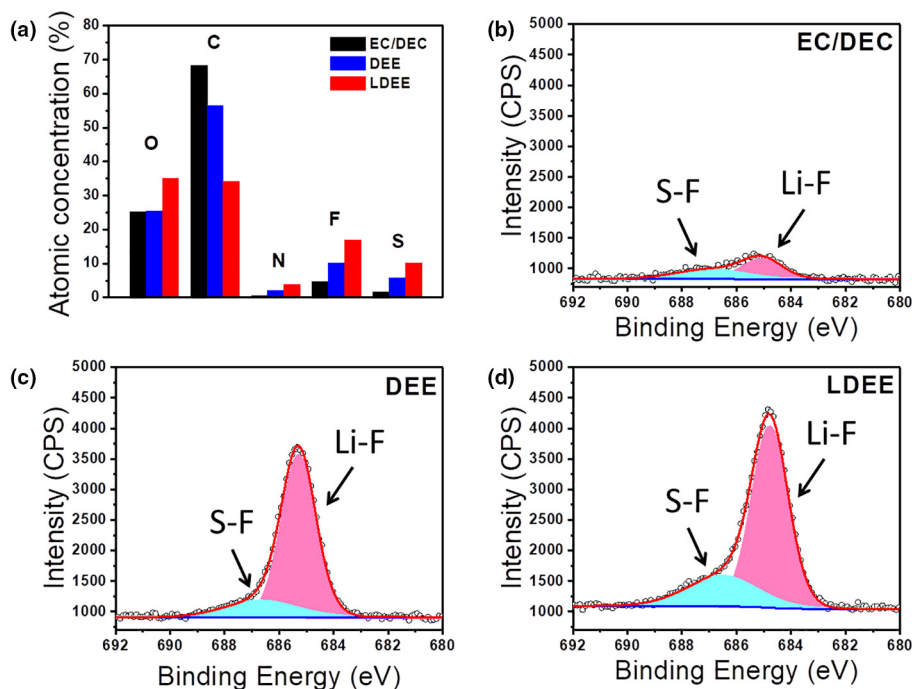 (a)
Atomic concentration (%)
80
70
60
50
40
30
20
10
0
O
C
N
F
S
EC/DEC
DEE
LDEE
(b)
EC/DEC
Intensity (CPS)
5000
4500
4000
3500
3000
2500
1500
1000
S-F
Li-F
692 690 688 686 684 682 680
Binding Energy (eV)
(c)
DEE
Intensity (CPS)
5000
4500
4000
3500
3000
2500
1500
1000
S-F
Li-F
692 690 688 686 684 682 680
Binding Energy (eV)
(d)
LDEE
Intensity (CPS)
5000
4500
4000
3500
3000
2500
1500
1000
S-F
Li-F
692 690 688 686 684 682 680
Binding Energy (eV)